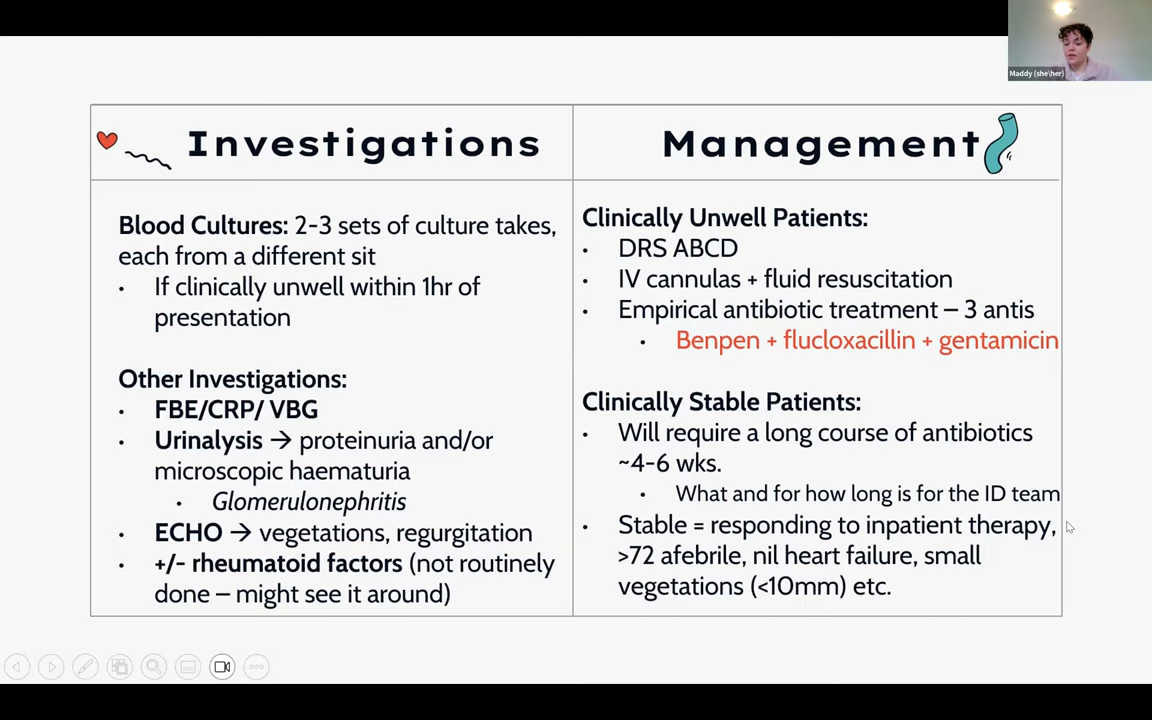 Maddy (she\her)
Investigations
Blood Cultures: 2-3 sets of culture takes,
each from a different sit
• If clinically unwell within 1hr of
presentation
Other Investigations:
• FBE/CRP/ VBG
• Urinalysis → proteinuria and/or
microscopic haematuria
• Glomerulonephritis
• ECHO → vegetations, regurgitation
• +/- rheumatoid factors (not routinely
done – might see it around)
Management
Clinically Unwell Patients:
• DRS ABCD
• IV cannulas + fluid resuscitation
• Empirical antibiotic treatment – 3 antis
• Benpen + flucloxacillin + gentamicin
Clinically Stable Patients:
• Will require a long course of antibiotics
~4-6 wks.
• What and for how long is for the ID team
• Stable = responding to inpatient therapy,
>72 afebrile, nil heart failure, small
vegetations (<10mm) etc.